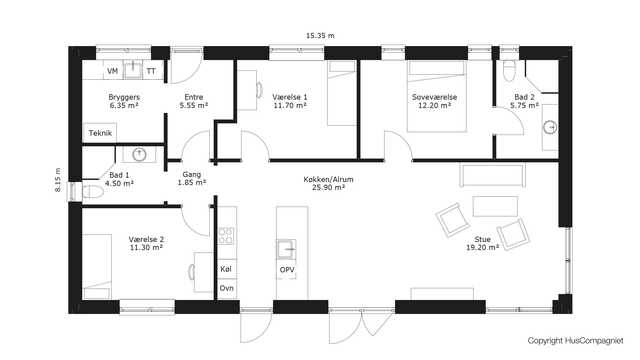 15.35 m
VM
TT
Bryggers
6.35 m²
Entre
5.55 m²
Værelse 1
11.70 m²
Soveværelse
12.20 m²
Bad 2
5.75 m²
Teknik
8.15 m
Bad 1
4.50 m²
Gang
1.85 m²
Køkken/Alrum
25.90 m²
Værelse 2
11.30 m²
Stue
19.20 m²
Køl
OPV
Ovn
Copyright HusCompagniet